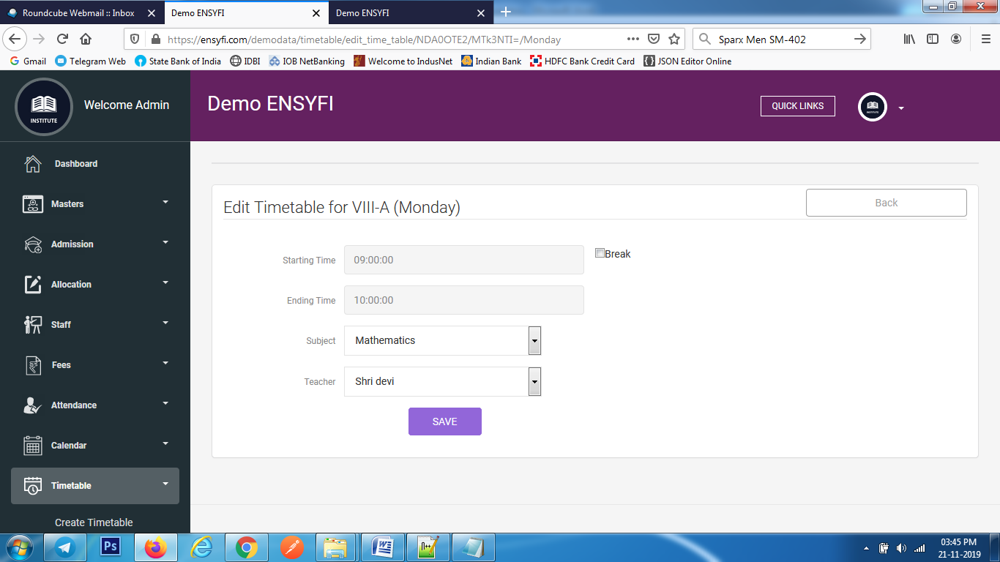 Roundcube Webmail :: Inbox
Demo ENSYFI
Demo ENSYFI
https://ensyfi.com/demodata/timetable/edit_time_table/NDA0OTE2/MTk3NTI=/Monday
Sparx Men SM-402
Gmail Telegram Web State Bank of India IDBI IOB NetBanking Welcome to IndusNet Indian Bank HDFC Bank Credit Card JSON Editor Online
INSTITUTE
Welcome Admin
Demo ENSYFI
QUICK LINKS
INSTITUTE
Dashboard
Masters
Admission
Allocation
Staff
Fees
Attendance
Calendar
Timetable
Create Timetable
Edit Timetable for VIII-A (Monday)
Back
Starting Time 09:00:00 Break
Ending Time 10:00:00
Subject Mathematics
Teacher Shri devi
SAVE
Ps
03:45 PM
21-11-2019